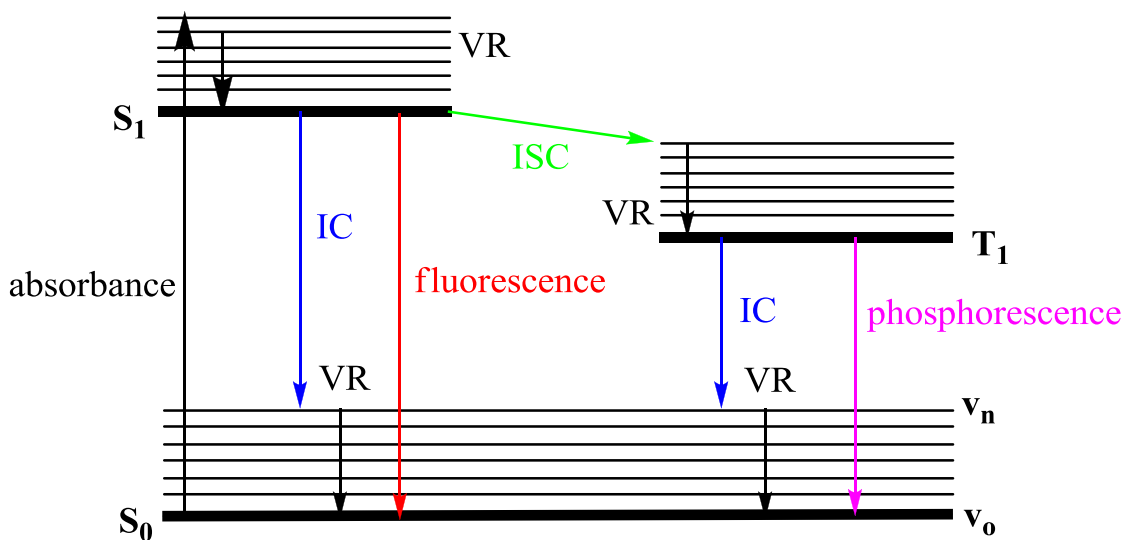 VR
S₁
ISC
VR
IC
T₁
absorbance
fluorescence
IC
phosphorescence
VR
VR
vₙ
S₀
vₒ